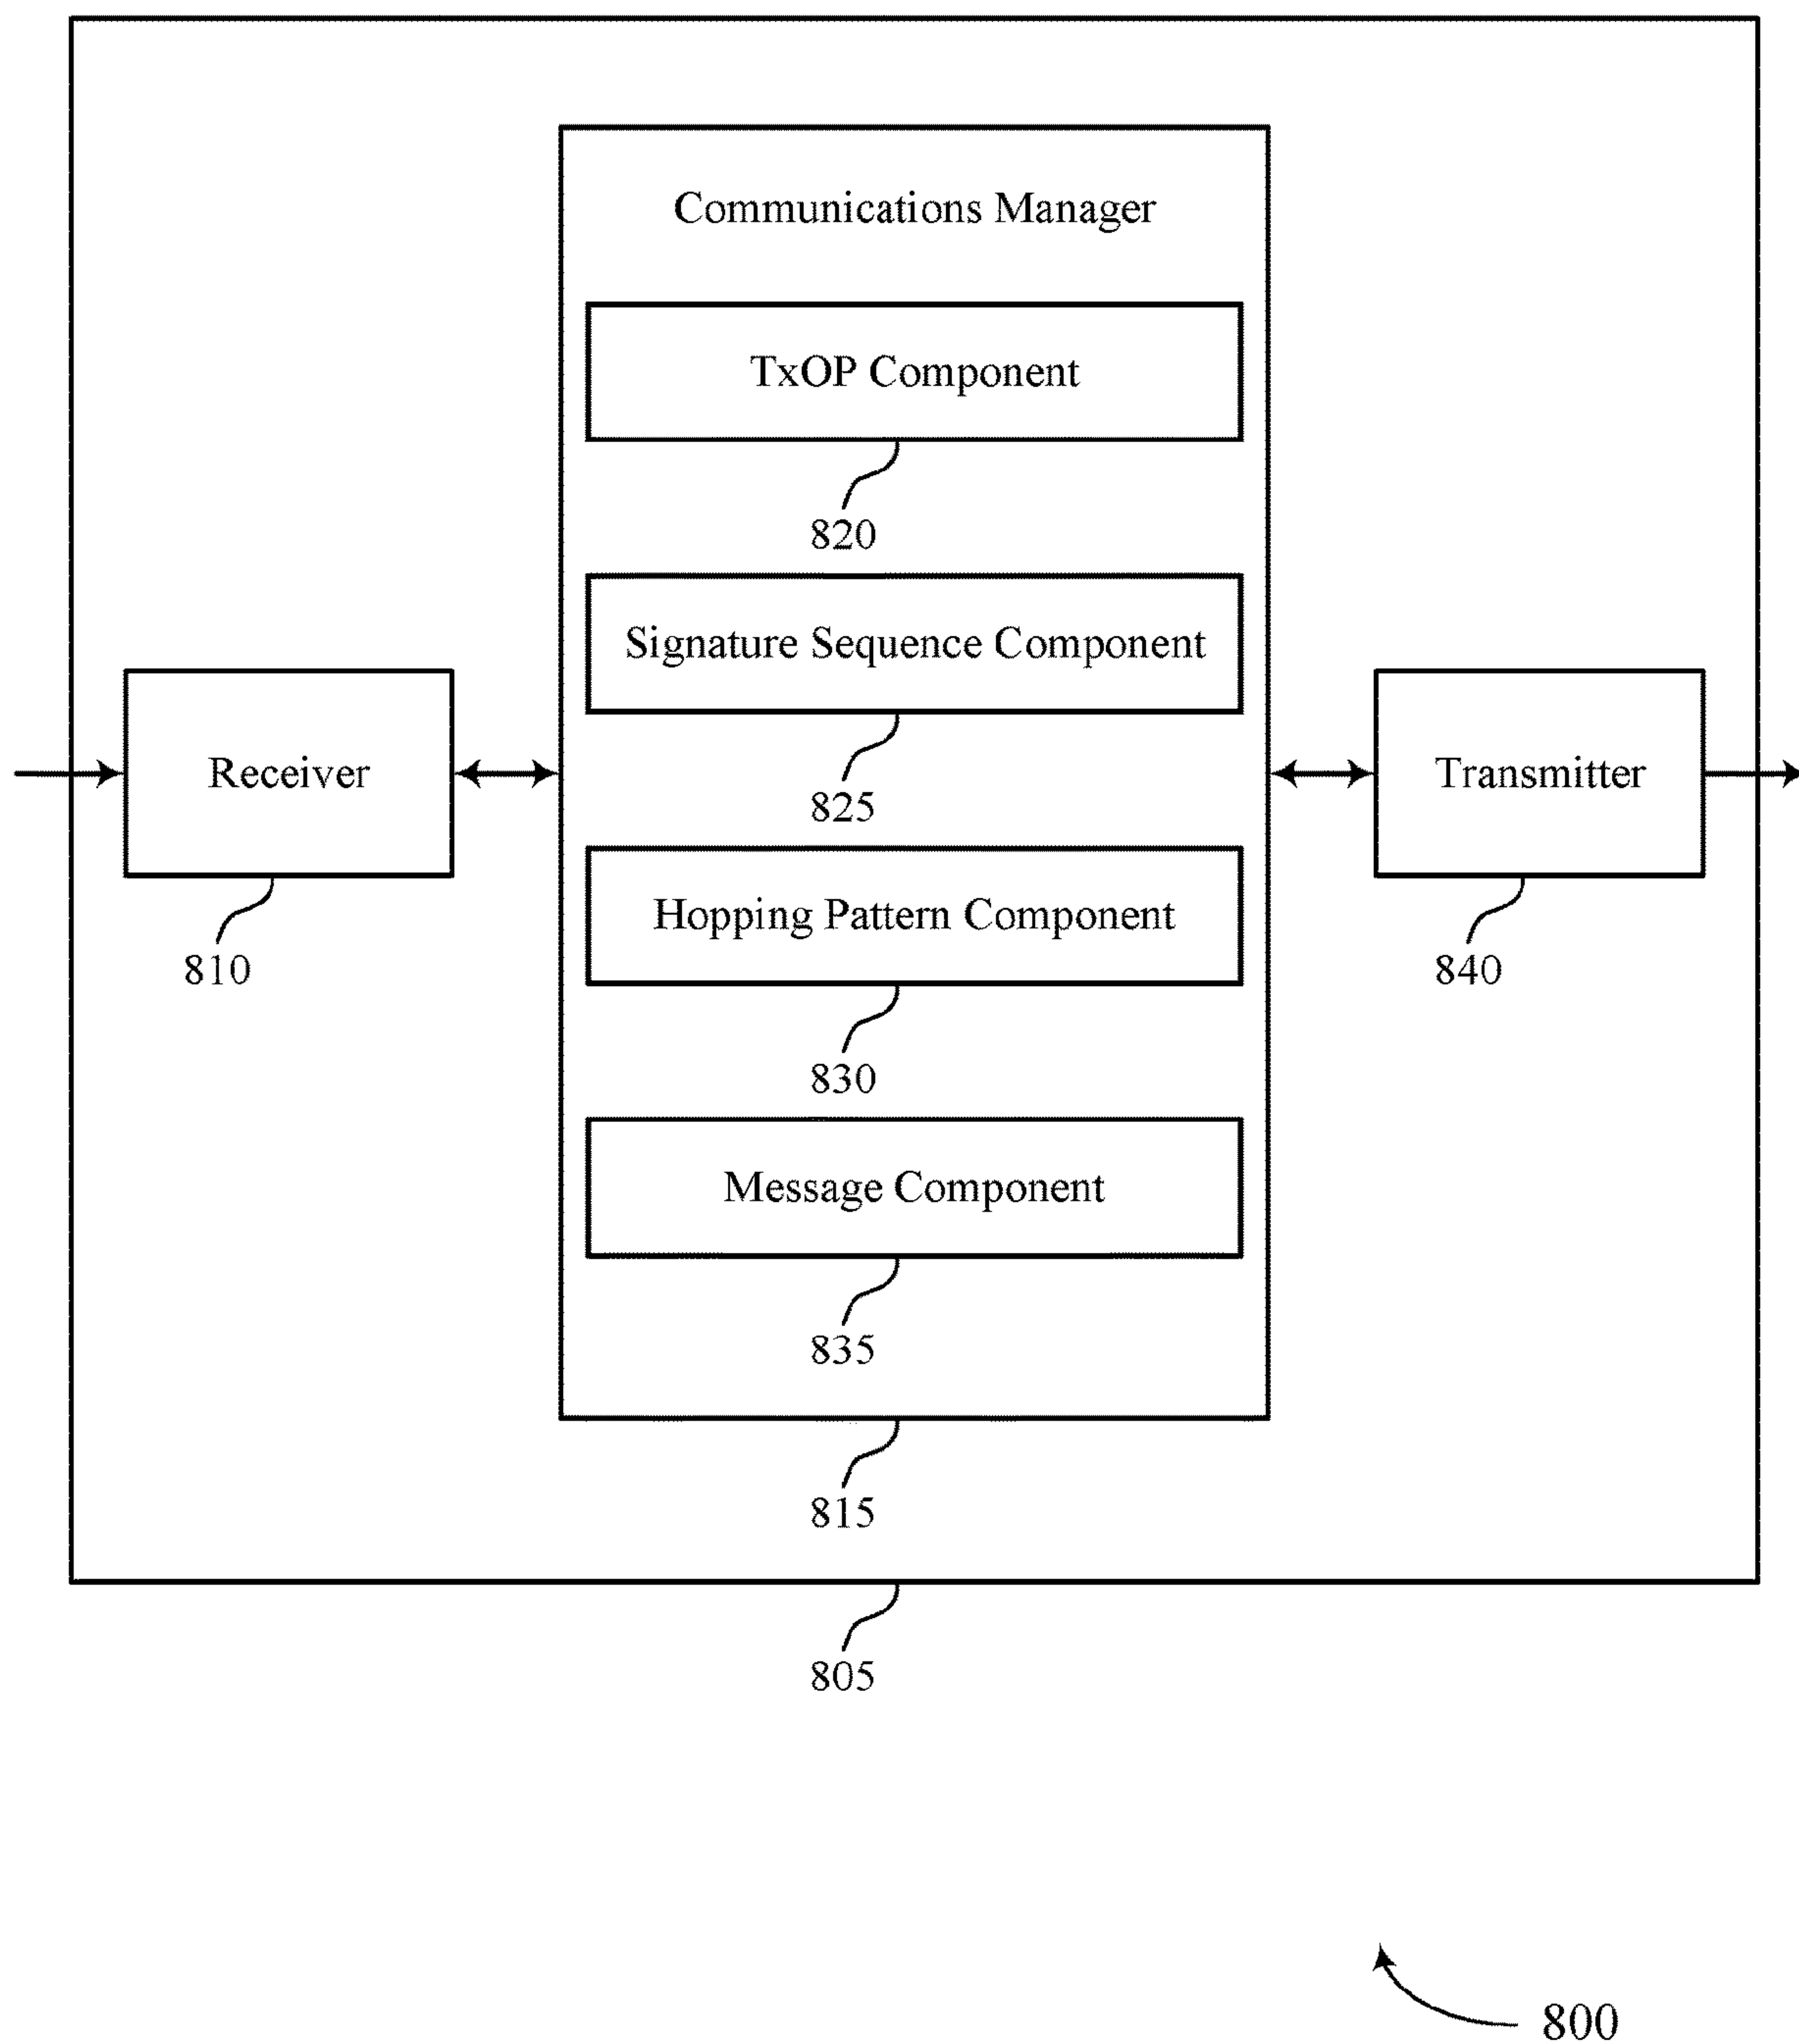 Communications Manager
TxOP Component
820
Signature Sequence Component
825
Receiver
810
Transmitter
840
Hopping Pattern Component
830
Message Component
835
815
805
800